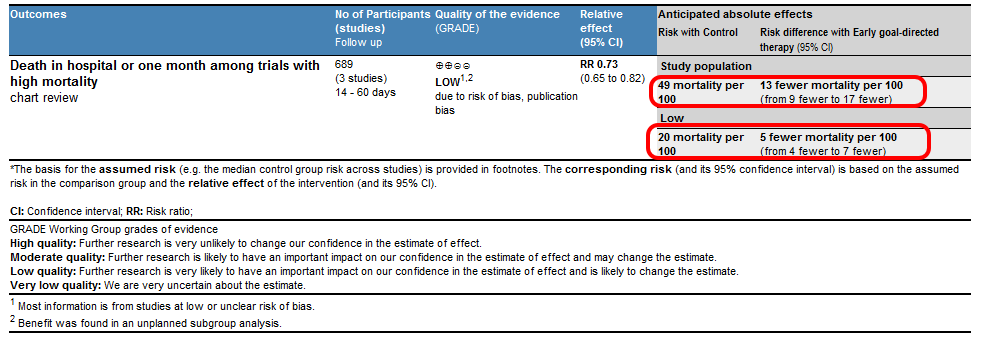 Outcomes No of Participants Quality of the evidence Relative Anticipated absolute effects
(studies) (GRADE) effect Risk with Control Risk difference with Early goal-directed
Follow up (95% CI) therapy (95% CI)
Death in hospital or one month among trials with 689 ⊕⊕⊖⊖ RR 0.73 Study population
high mortality (3 studies) LOW1,2 (0.65 to 0.82) 49 mortality per 13 fewer mortality per 100
chart review 14 - 60 days due to risk of bias, publication 100 (from 9 fewer to 17 fewer)
bias Low
20 mortality per 5 fewer mortality per 100
100 (from 4 fewer to 7 fewer)
*The basis for the assumed risk (e.g. the median control group risk across studies) is provided in footnotes. The corresponding risk (and its 95% confidence interval) is based on the assumed
risk in the comparison group and the relative effect of the intervention (and its 95% CI).
CI: Confidence interval; RR: Risk ratio;
GRADE Working Group grades of evidence
High quality: Further research is very unlikely to change our confidence in the estimate of effect.
Moderate quality: Further research is likely to have an important impact on our confidence in the estimate of effect and may change the estimate.
Low quality: Further research is very likely to have an important impact on our confidence in the estimate of effect and is likely to change the estimate.
Very low quality: We are very uncertain about the estimate.
1 Most information is from studies at low or unclear risk of bias.
2 Benefit was found in an unplanned subgroup analysis.